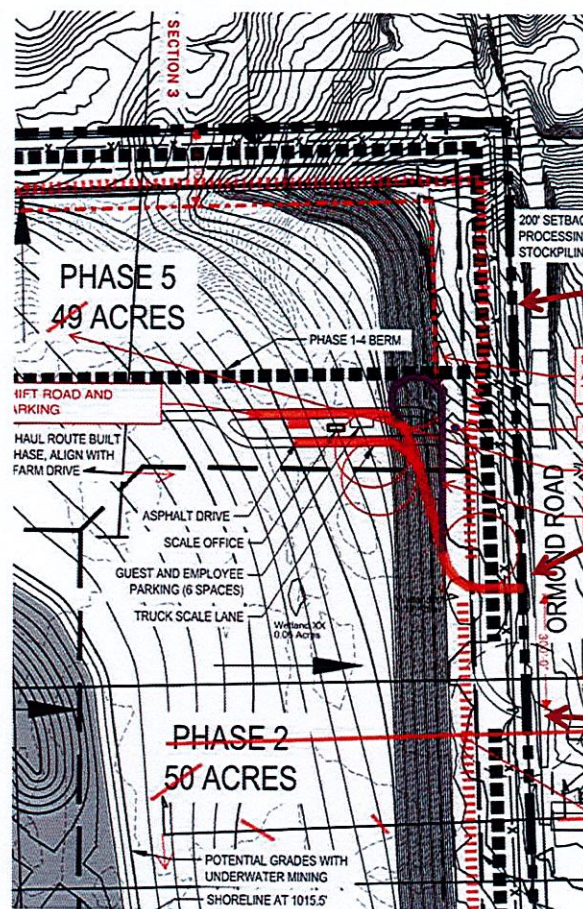 SECTION 3
200' SETBA
PROCESSIN
STOCKPILIN
PHASE 5
49 ACRES
PHASE 1-4 BERM
HIFT ROAD AND
ARKING
HAUL ROUTE BUILT
HASE, ALIGN WITH
FARM DRIVE
ASPHALT DRIVE
SCALE OFFICE
GUEST AND EMPLOYEE
PARKING (6 SPACES)
TRUCK SCALE LANE
Wetland XX
0.05 Acres
ORMOND ROAD
PHASE 2
50 ACRES
POTENTIAL GRADES WITH
UNDERWATER MINING
SHORELINE AT 1015.5'